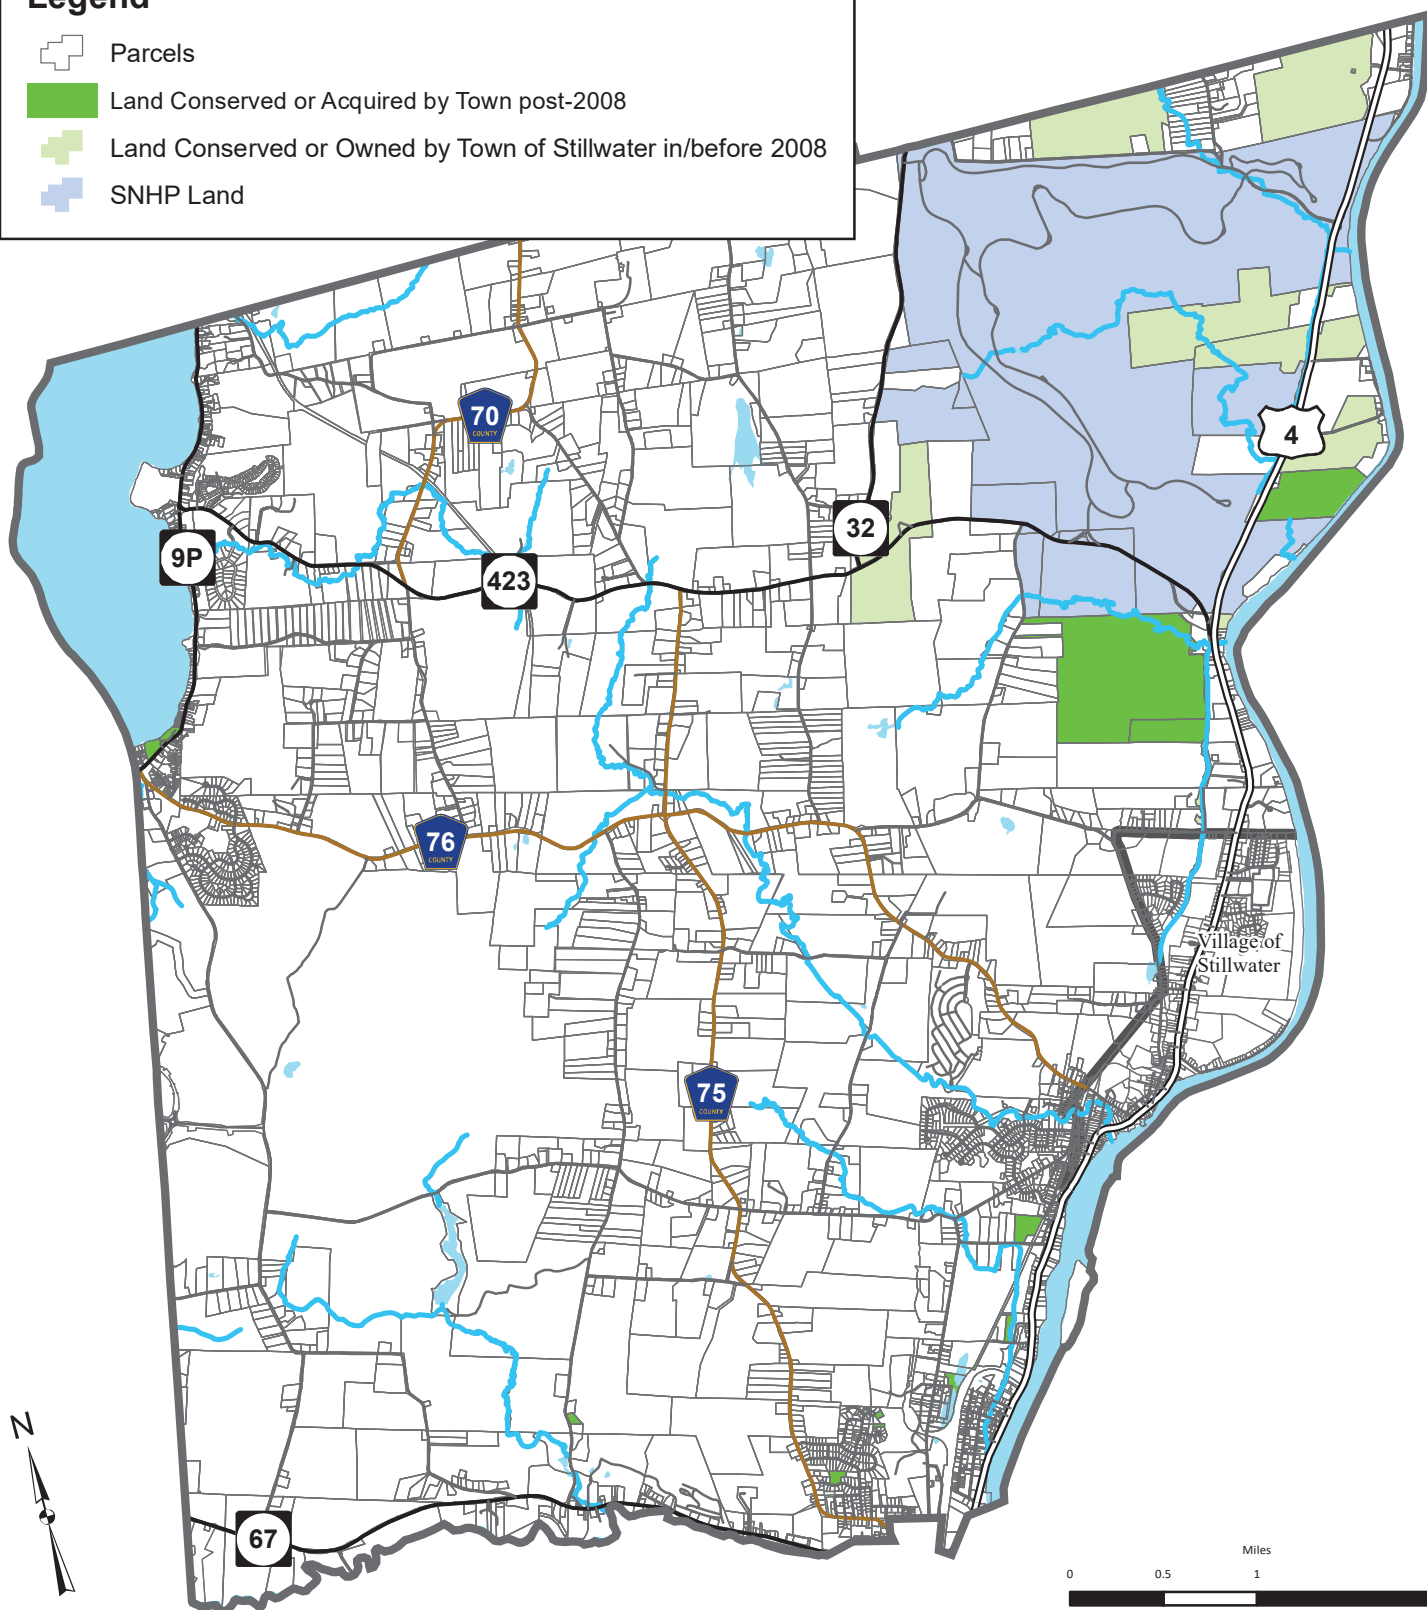 Legend
Parcels
Land Conserved or Acquired by Town post-2008
Land Conserved or Owned by Town of Stillwater in/before 2008
SNHP Land
70
COUNTY
4
32
9P
423
76
COUNTY
Village of
Stillwater
75
COUNTY
N
67
Miles
0 0.5 1